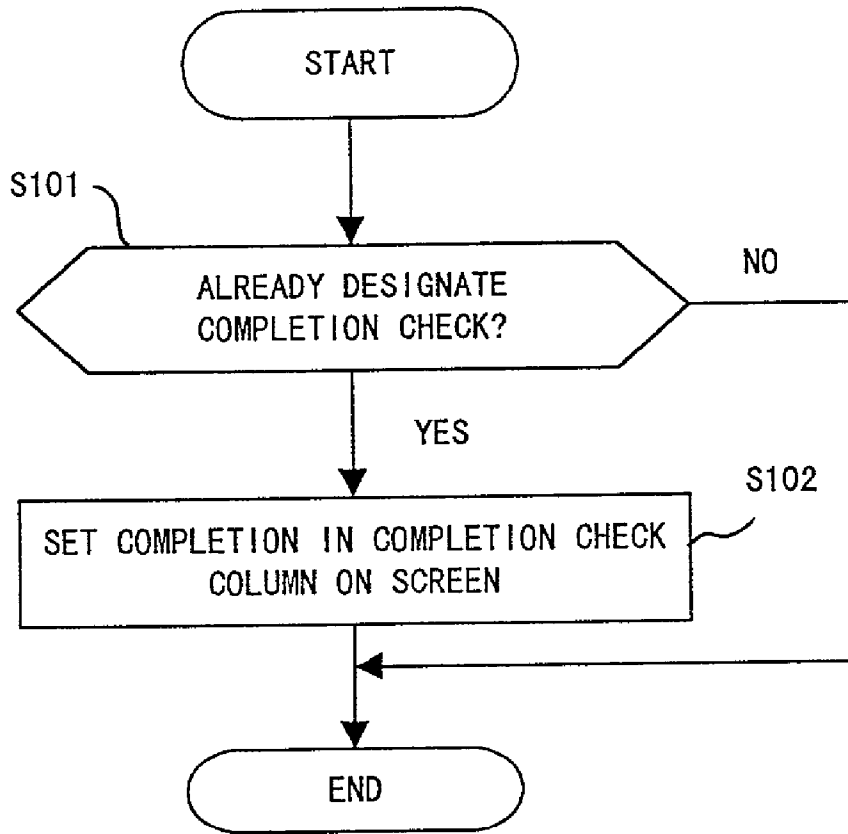 START
S101
ALREADY DESIGNATE
COMPLETION CHECK?
NO
YES
S102
SET COMPLETION IN COMPLETION CHECK
COLUMN ON SCREEN
END